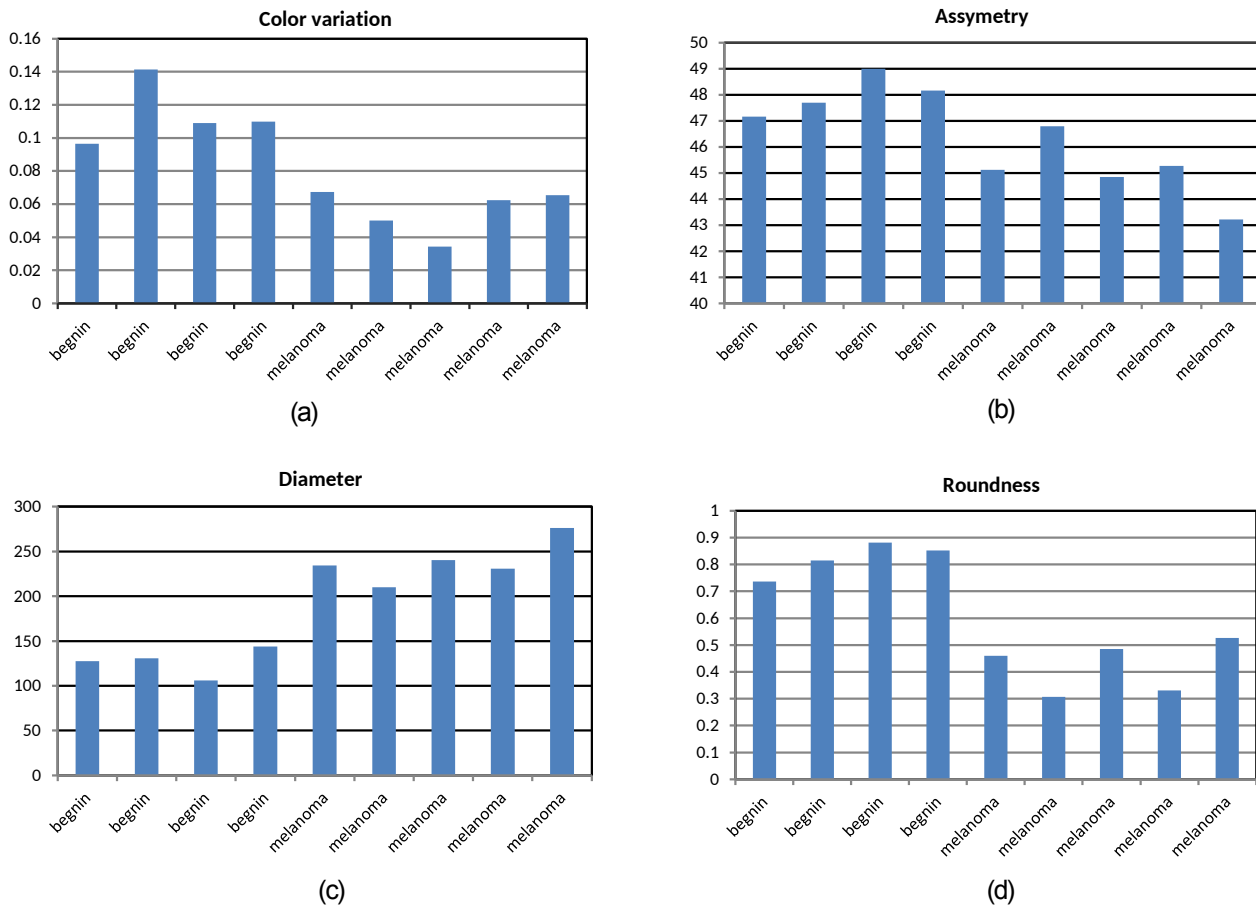 Color variation
0.16
0.14
0.12
0.1
0.08
0.06
0.04
0.02
0
begnin
begnin
begnin
begnin
melanoma
melanoma
melanoma
melanoma
melanoma
(a)
Assymetry
50
49
48
47
46
45
44
43
42
41
40
begnin
begnin
begnin
begnin
melanoma
melanoma
melanoma
melanoma
melanoma
(b)
Diameter
300
250
200
150
100
50
0
begnin
begnin
begnin
begnin
melanoma
melanoma
melanoma
melanoma
melanoma
(c)
Roundness
1
0.9
0.8
0.7
0.6
0.5
0.4
0.3
0.2
0.1
0
begnin
begnin
begnin
begnin
melanoma
melanoma
melanoma
melanoma
melanoma
(d)